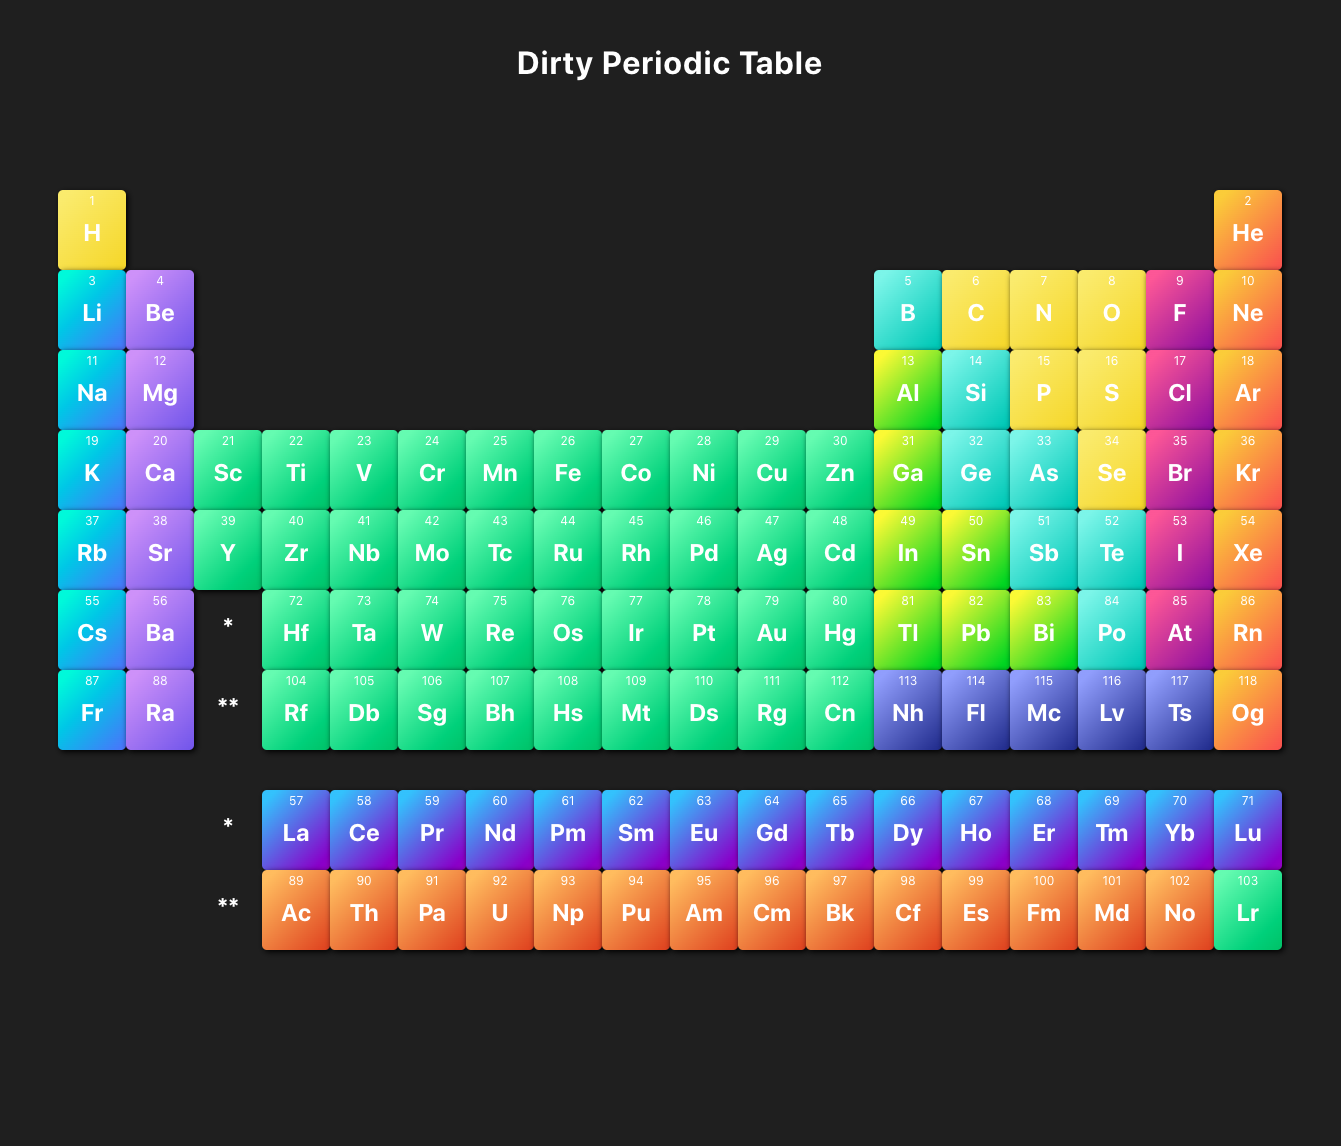 Dirty Periodic Table
1 2
H He
3 4 5 6 7 8 9 10
Li Be B C N O F Ne
11 12 13 14 15 16 17 18
Na Mg Al Si P S Cl Ar
19 20 21 22 23 24 25 26 27 28 29 30 31 32 33 34 35 36
K Ca Sc Ti V Cr Mn Fe Co Ni Cu Zn Ga Ge As Se Br Kr
37 38 39 40 41 42 43 44 45 46 47 48 49 50 51 52 53 54
Rb Sr Y Zr Nb Mo Tc Ru Rh Pd Ag Cd In Sn Sb Te I Xe
55 56 72 73 74 75 76 77 78 79 80 81 82 83 84 85 86
Cs Ba * Hf Ta W Re Os Ir Pt Au Hg Tl Pb Bi Po At Rn
87 88 104 105 106 107 108 109 110 111 112 113 114 115 116 117 118
Fr Ra ** Rf Db Sg Bh Hs Mt Ds Rg Cn Nh Fl Mc Lv Ts Og
57 58 59 60 61 62 63 64 65 66 67 68 69 70 71
* La Ce Pr Nd Pm Sm Eu Gd Tb Dy Ho Er Tm Yb Lu
89 90 91 92 93 94 95 96 97 98 99 100 101 102 103
** Ac Th Pa U Np Pu Am Cm Bk Cf Es Fm Md No Lr